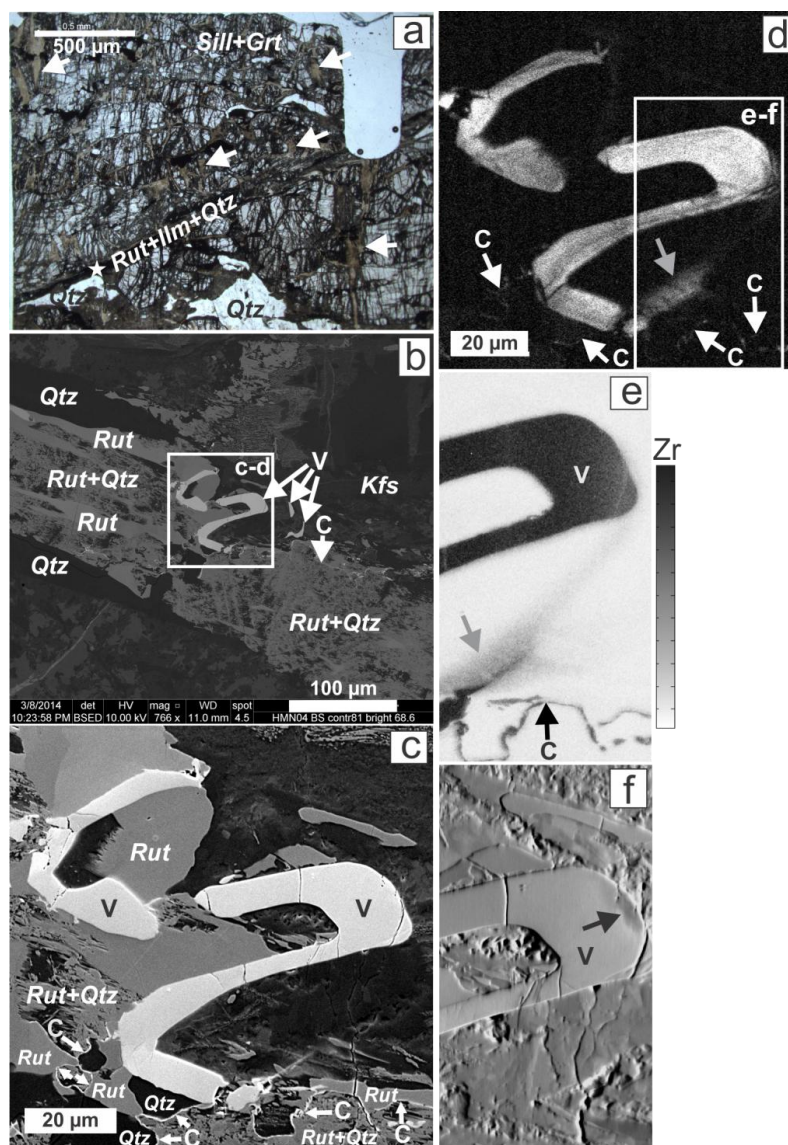 a
0.5 mm
500 µm
Sill+Grt
Rut+Ilm+Qtz
Qtz
Qtz
b
Qtz
Rut
Rut+Qtz
Rut
Qtz
c-d
V
C
Kfs
Rut+Qtz
100 µm
3/8/2014 det HV mag WD spot
10:23:58 PM BSED 10.00 kV 766 x 11.0 mm 4.5 HMN04 BS contr81 bright 68.6
c
Rut
V
V
Rut+Qtz
C
Rut
Rut
Qtz
Qtz
C
C
Rut
C
Rut+Qtz
20 µm
d
e-f
C
C
C
C
20 µm
e
V
C
Zr
f
V